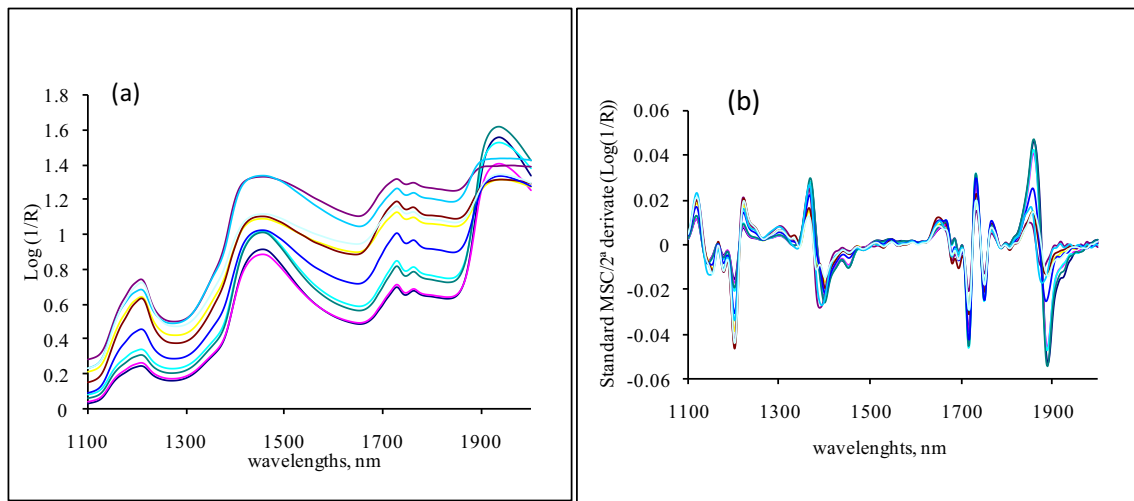 (a)
Log (1/R)
1.8
1.6
1.4
1.2
1
0.8
0.6
0.4
0.2
0
1100 1300 1500 1700 1900
wavelengths, nm
(b)
Standard MSC/2ª derivate (Log(1/R))
0.06
0.04
0.02
0
-0.02
-0.04
-0.06
1100 1300 1500 1700 1900
wavelenghts, nm